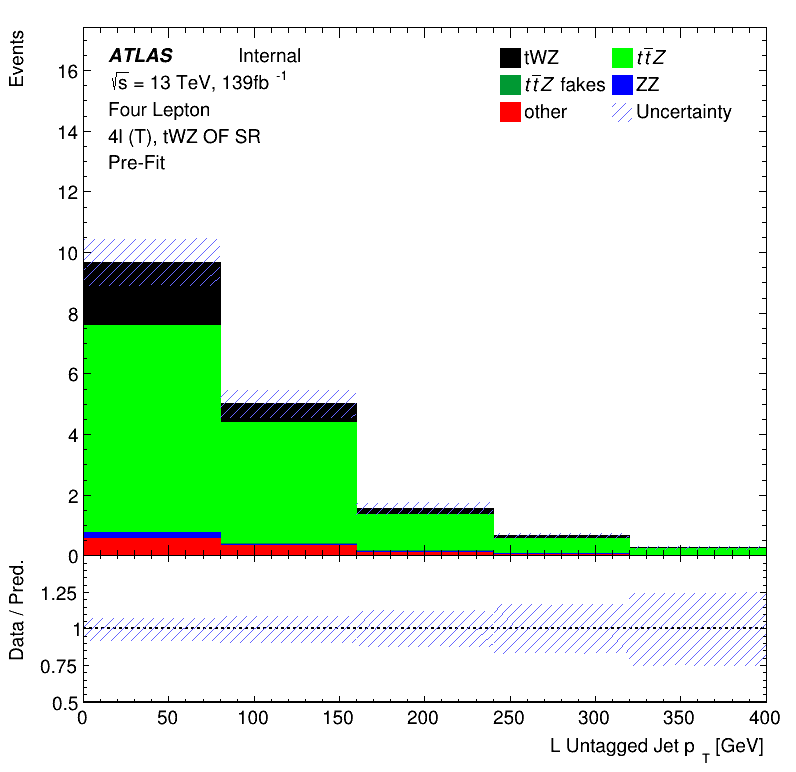 Events
ATLAS Internal
√s = 13 TeV, 139fb -1
Four Lepton
4l (T), tWZ OF SR
Pre-Fit
tWZ
tt̄Z
tt̄Z fakes
ZZ
other
Uncertainty
16
14
12
10
8
6
4
2
0
Data / Pred.
1.25
1
0.75
0.5
0 50 100 150 200 250 300 350 400
L Untagged Jet p T [GeV]